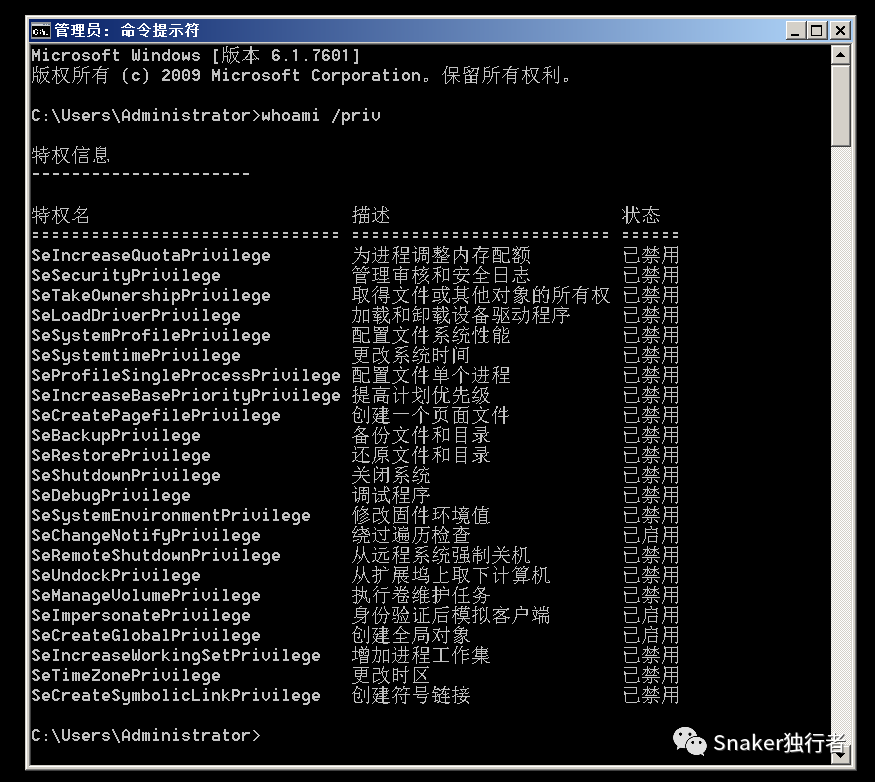 管理员: 命令提示符
Microsoft Windows [版本 6.1.7601]
版权所有 (c) 2009 Microsoft Corporation。保留所有权利。
C:\Users\Administrator>whoami /priv
特权信息
----------------------
特权名 描述 状态
=============================== ========================== ======
SeIncreaseQuotaPrivilege 为进程调整内存配额 已禁用
SeSecurityPrivilege 管理审核和安全日志 已禁用
SeTakeOwnershipPrivilege 取得文件或其他对象的所有权 已禁用
SeLoadDriverPrivilege 加载和卸载设备驱动程序 已禁用
SeSystemProfilePrivilege 配置文件系统性能 已禁用
SeSystemtimePrivilege 更改系统时间 已禁用
SeProfileSingleProcessPrivilege 配置文件单个进程 已禁用
SeIncreaseBasePriorityPrivilege 提高计划优先级 已禁用
SeCreatePagefilePrivilege 创建一个页面文件 已禁用
SeBackupPrivilege 备份文件和目录 已禁用
SeRestorePrivilege 还原文件和目录 已禁用
SeShutdownPrivilege 关闭系统 已禁用
SeDebugPrivilege 调试程序 已禁用
SeSystemEnvironmentPrivilege 修改固件环境值 已禁用
SeChangeNotifyPrivilege 绕过遍历检查 已启用
SeRemoteShutdownPrivilege 从远程系统强制关机 已禁用
SeUndockPrivilege 从扩展坞上取下计算机 已禁用
SeManageVolumePrivilege 执行卷维护任务 已禁用
SeImpersonatePrivilege 身份验证后模拟客户端 已启用
SeCreateGlobalPrivilege 创建全局对象 已启用
SeIncreaseWorkingSetPrivilege 增加进程工作集 已禁用
SeTimeZonePrivilege 更改时区 已禁用
SeCreateSymbolicLinkPrivilege 创建符号链接 已禁用
C:\Users\Administrator>
Snaker独行者